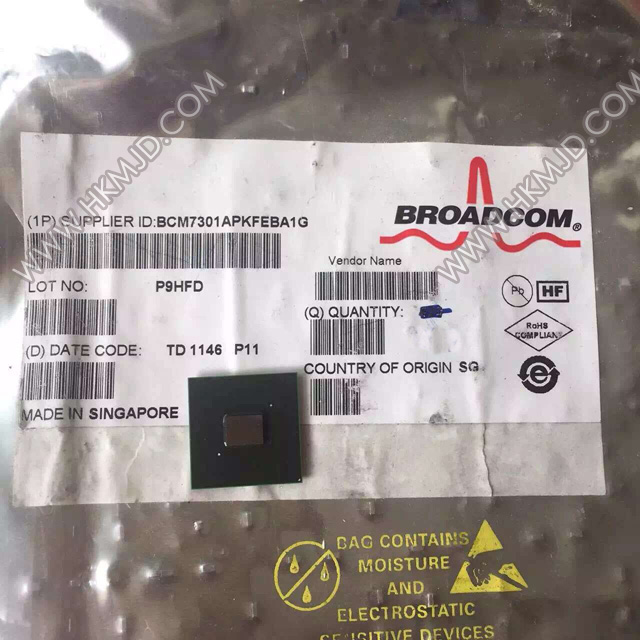 WWW.HKMJD.COM
WWW.HKMJD.COM
(1P) SUPPLIER ID:BCM7301APKFEBA1G
BROADCOM®
Vendor Name
LOT NO: P9HFD
Pb
HF
(Q) QUANTITY:
RoHS
COMPLIANT
(D) DATE CODE: TD 1146 P11
COUNTRY OF ORIGIN SG
e
MADE IN SINGAPORE
BAG CONTAINS
MOISTURE
AND
ELECTROSTATIC
SENSITIVE DEVICES